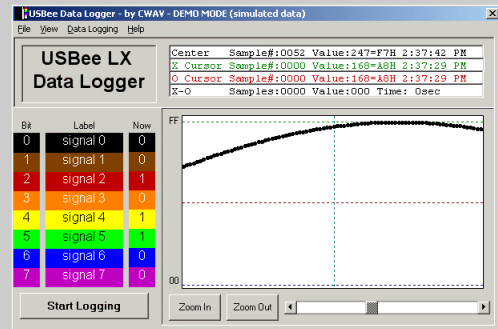 USBee Data Logger - by CWAV - DEMO MODE (simulated data)
File View Data Logging Help
USBee LX
Data Logger
Center Sample#:0052 Value:247=F7H 2:37:42 PM
X Cursor Sample#:0000 Value:168=A8H 2:37:29 PM
O Cursor Sample#:0000 Value:168=A8H 2:37:29 PM
X-O Samples:0000 Value:000 Time: 0sec
Bit Label Now
0 signal 0 0
1 signal 1 0
2 signal 2 1
3 signal 3 0
4 signal 4 1
5 signal 5 1
6 signal 6 0
7 signal 7 0
FF
00
Start Logging
Zoom In Zoom Out